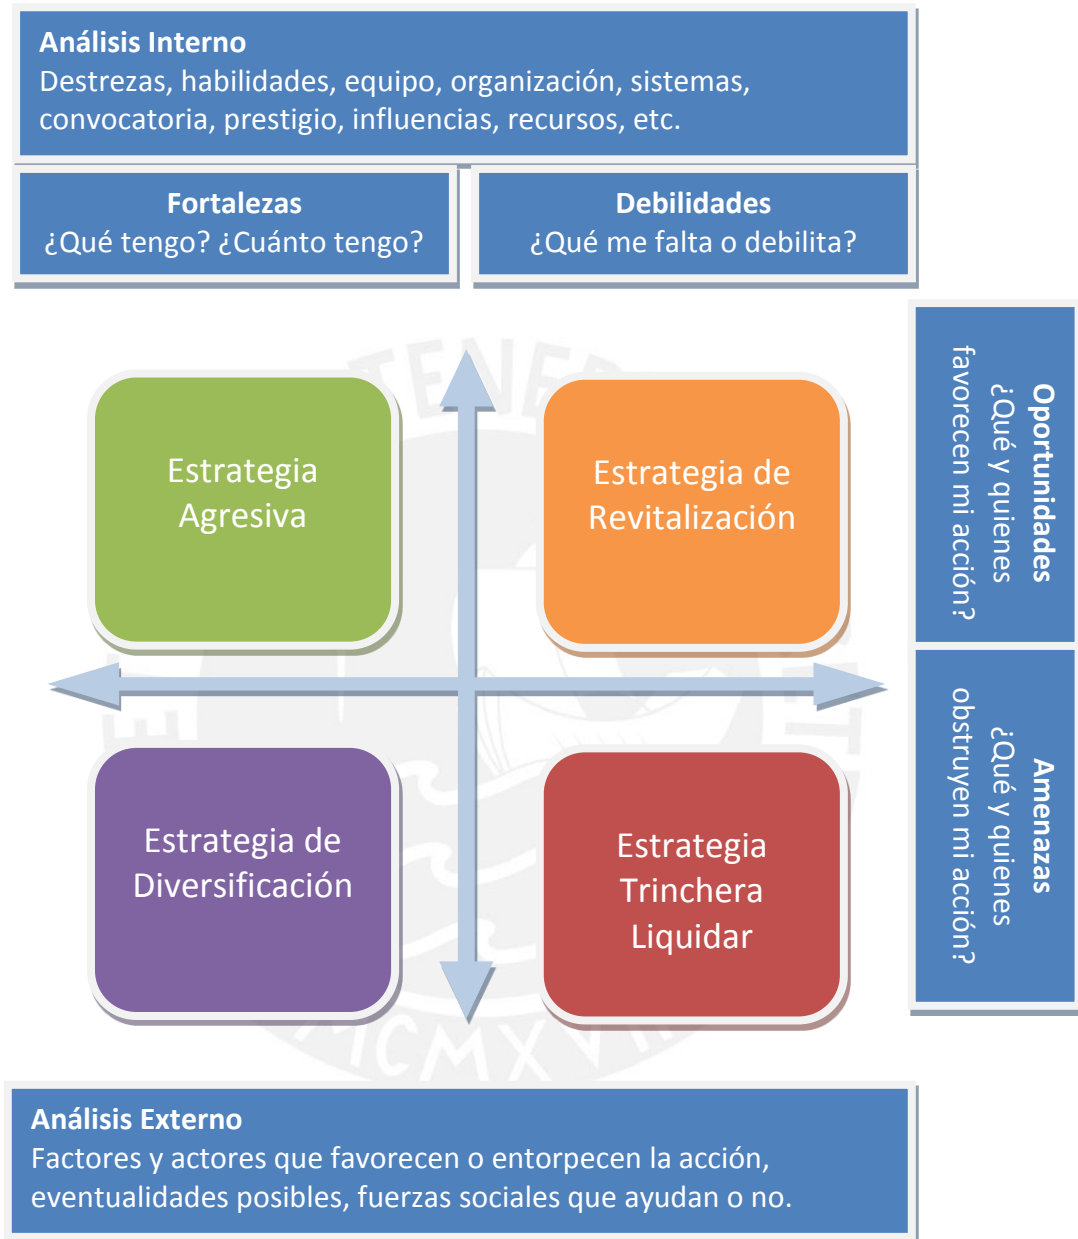 Análisis Interno
Destrezas, habilidades, equipo, organización, sistemas,
convocatoria, prestigio, influencias, recursos, etc.
Fortalezas
¿Qué tengo? ¿Cuánto tengo?
Debilidades
¿Qué me falta o debilita?
Oportunidades
¿Qué y quienes
favorecen mi acción?
Estrategia
Agresiva
Estrategia de
Revitalización
Amenazas
¿Qué y quienes
obstruyen mi acción?
Estrategia de
Diversificación
Estrategia
Trinchera
Liquidar
Análisis Externo
Factores y actores que favorecen o entorpecen la acción,
eventualidades posibles, fuerzas sociales que ayudan o no.